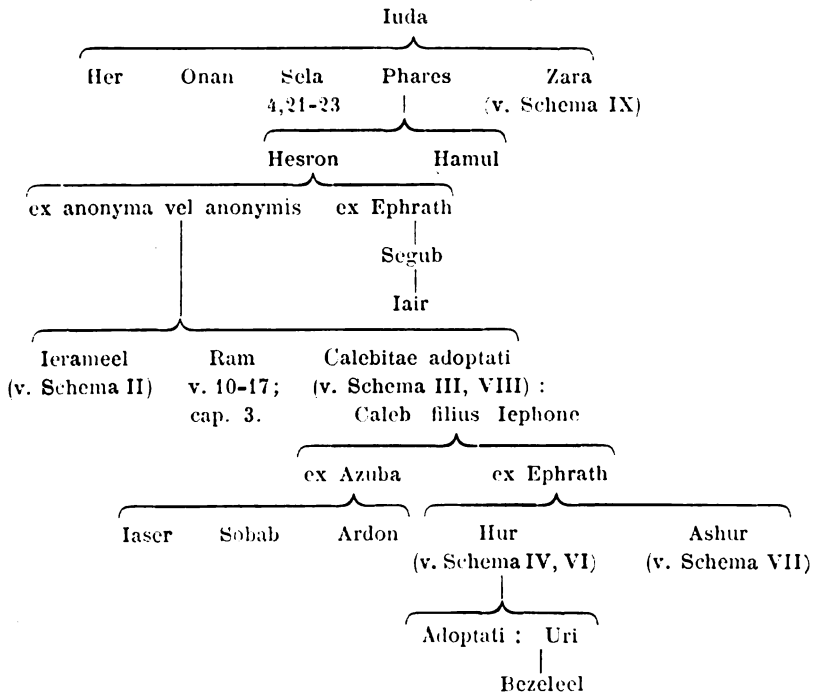 Iuda
Her Onan Sela Phares Zara
4,21-23 (v. Schema IX)
Hesron Hamul
ex anonyma vel anonymis ex Ephrath
Segub
Iair
Ierameel Ram Calebitae adoptati
(v. Schema II) v. 10-17; (v. Schema III, VIII) :
cap. 3. Caleb filius Iephone
ex Azuba ex Ephrath
Iaser Sobab Ardon Hur Ashur
(v. Schema IV, VI) (v. Schema VII)
Adoptati : Uri
Bezeleel